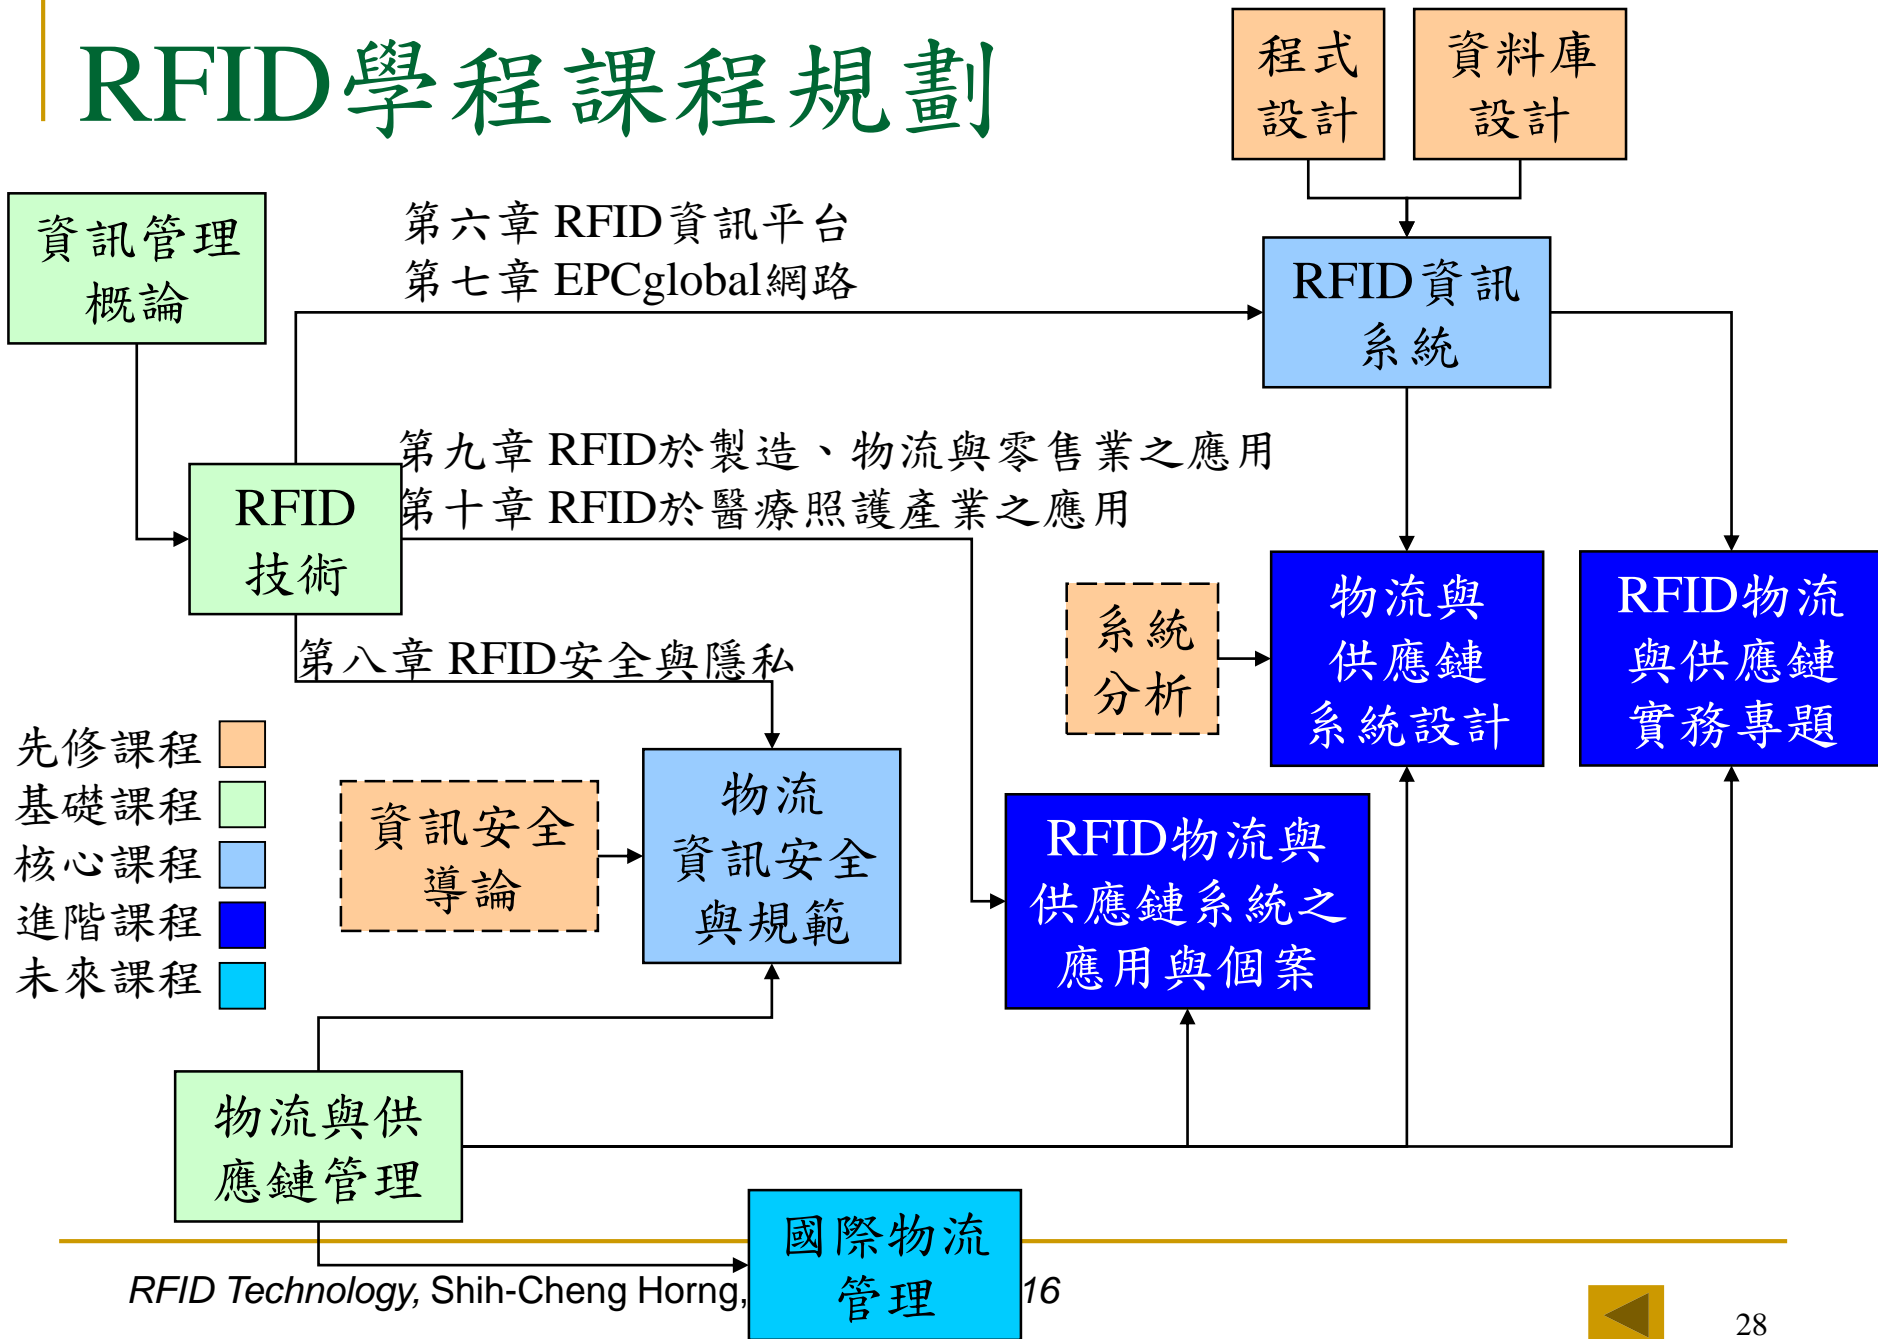 RFID學程課程規劃
程式
設計
資料庫
設計
資訊管理
概論
第六章 RFID資訊平台
第七章 EPCglobal網路
RFID資訊
系統
第九章 RFID於製造、物流與零售業之應用
第十章 RFID於醫療照護產業之應用
RFID
技術
第八章 RFID安全與隱私
系統
分析
物流與
供應鏈
系統設計
RFID物流
與供應鏈
實務專題
先修課程
基礎課程
核心課程
進階課程
未來課程
資訊安全
導論
物流
資訊安全
與規範
RFID物流與
供應鏈系統之
應用與個案
物流與供
應鏈管理
國際物流
管理
RFID Technology, Shih-Cheng Horng, 16
28